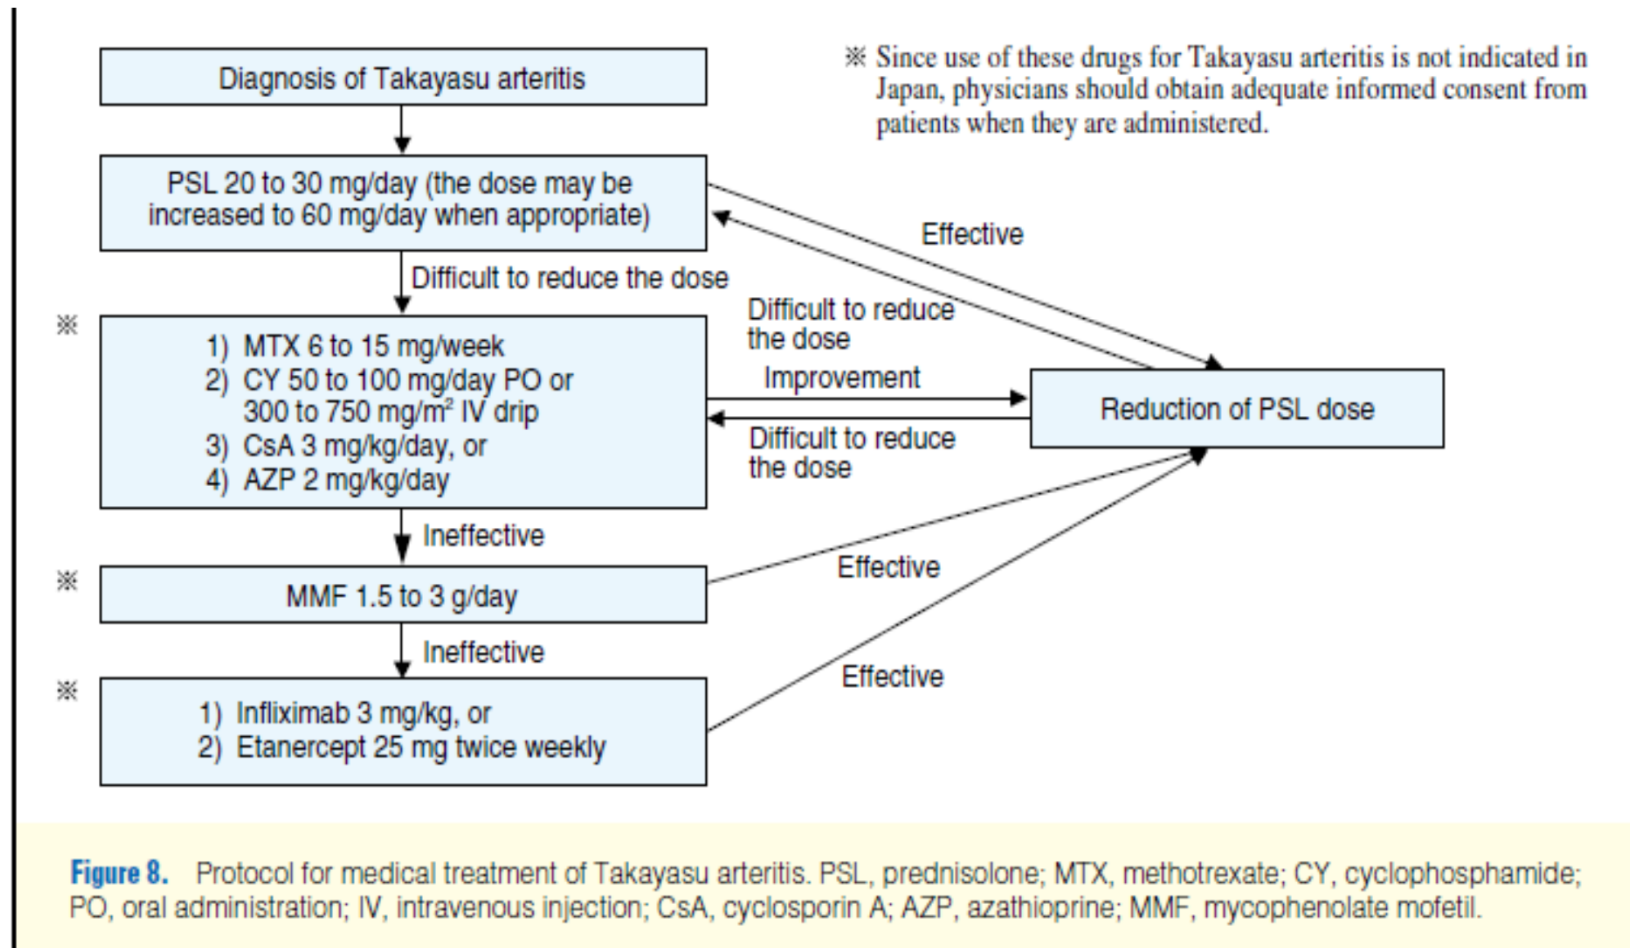 Diagnosis of Takayasu arteritis
※ Since use of these drugs for Takayasu arteritis is not indicated in
Japan, physicians should obtain adequate informed consent from
patients when they are administered.
PSL 20 to 30 mg/day (the dose may be
increased to 60 mg/day when appropriate)
Effective
Difficult to reduce the dose
Difficult to reduce
the dose
※
1) MTX 6 to 15 mg/week
2) CY 50 to 100 mg/day PO or
300 to 750 mg/m² IV drip
3) CsA 3 mg/kg/day, or
4) AZP 2 mg/kg/day
Improvement
Difficult to reduce
the dose
Reduction of PSL dose
Ineffective
※
MMF 1.5 to 3 g/day
Effective
Ineffective
※
1) Infliximab 3 mg/kg, or
2) Etanercept 25 mg twice weekly
Effective
Figure 8. Protocol for medical treatment of Takayasu arteritis. PSL, prednisolone; MTX, methotrexate; CY, cyclophosphamide;
PO, oral administration; IV, intravenous injection; CsA, cyclosporin A; AZP, azathioprine; MMF, mycophenolate mofetil.